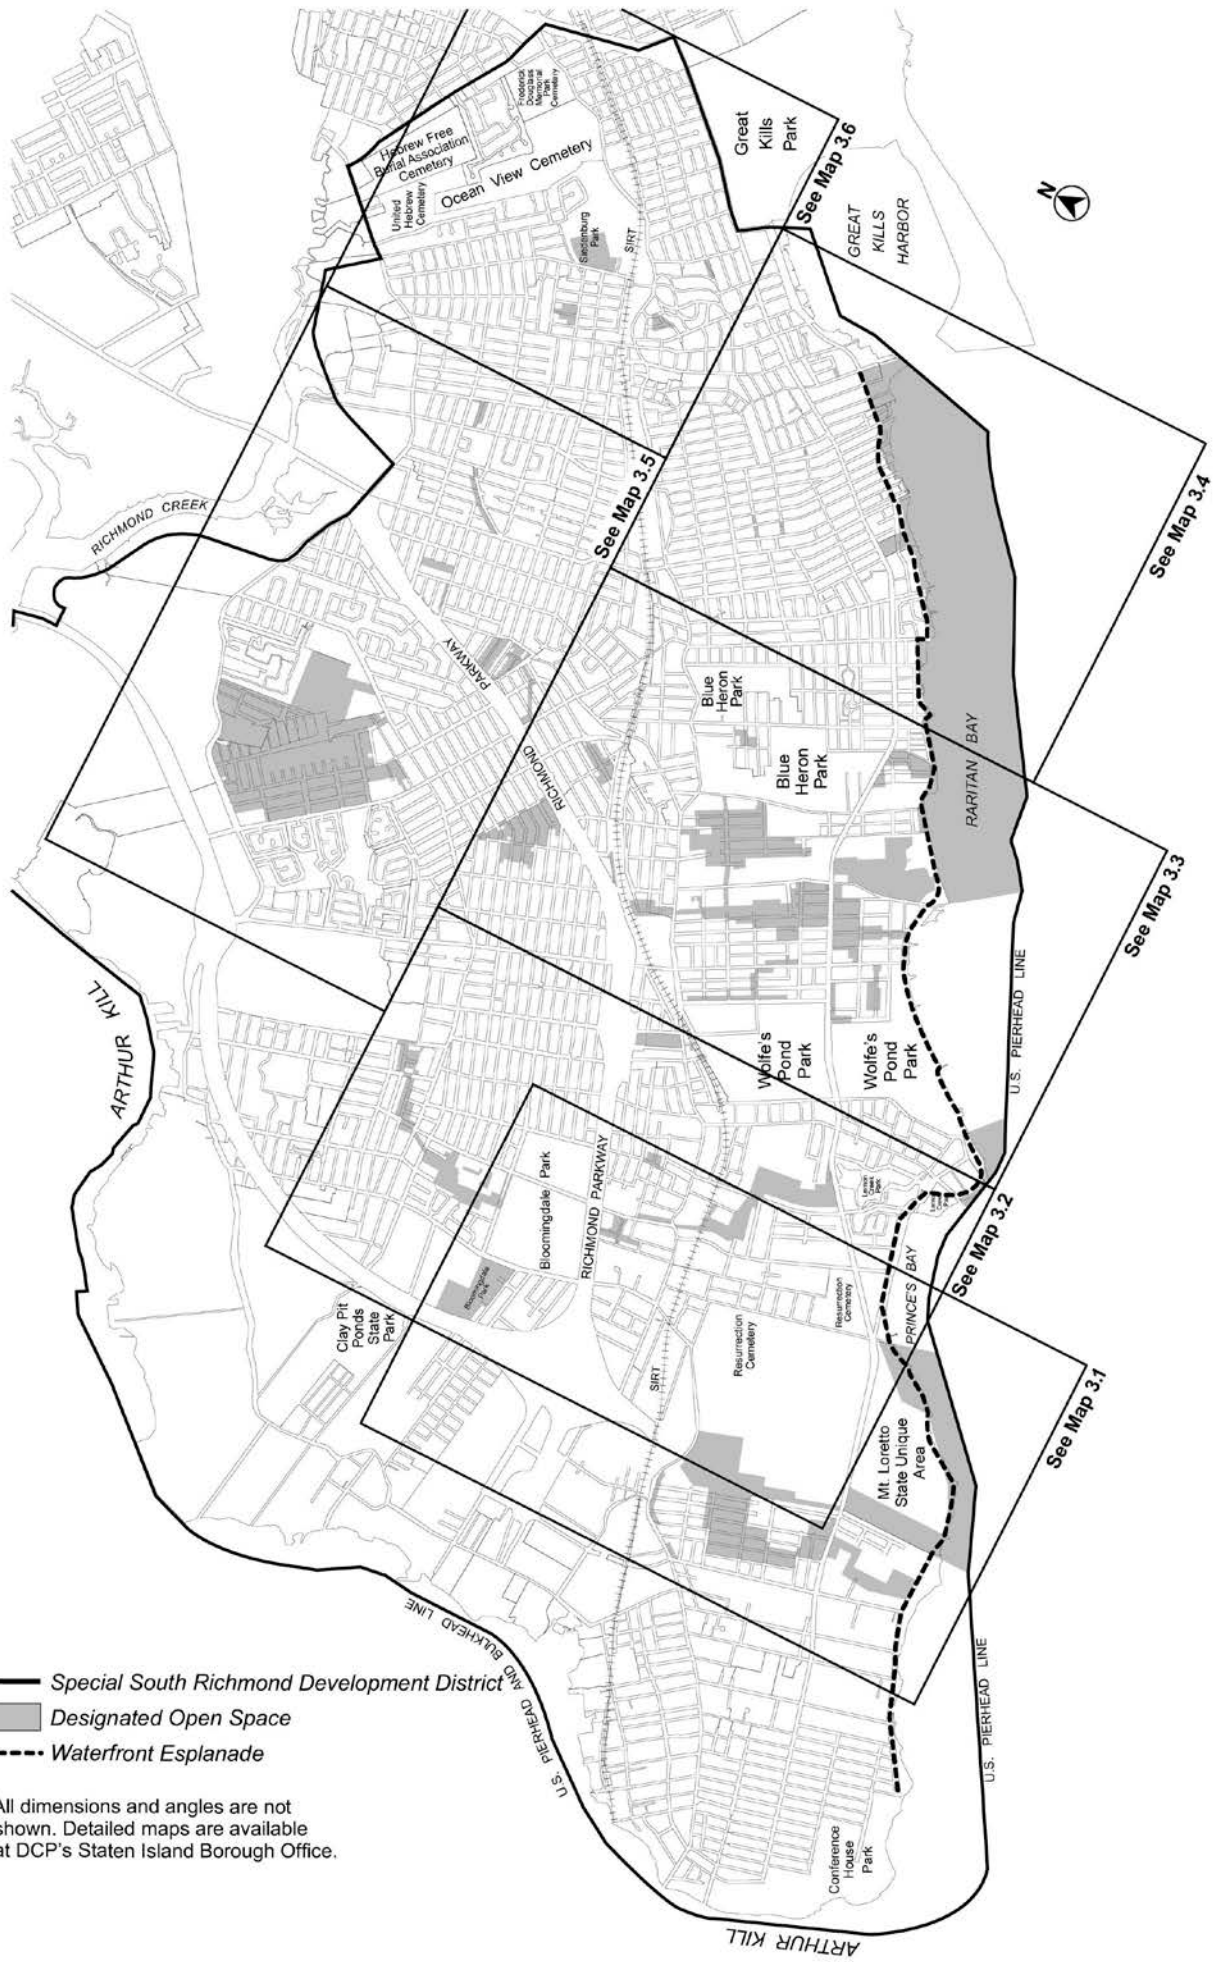 Frederick
Douglass
Memorial
Park
Cemetery
Hebrew Free
Burial Association
Cemetery
United
Hebrew
Cemetery
Ocean View Cemetery
Great
Kills
Park
See Map 3.6
N
GREAT
KILLS
HARBOR
Siedenburg
Park
SIRT
RICHMOND CREEK
See Map 3.5
See Map 3.4
PARKWAY
RICHMOND
Blue
Heron
Park
Blue
Heron
Park
RARITAN BAY
See Map 3.3
U.S. PIERHEAD LINE
ARTHUR KILL
Wolfe's
Pond
Park
Wolfe's
Pond
Park
Bloomingdale Park
RICHMOND PARKWAY
Lemon
Creek
Park
Lemon
Creek
See Map 3.2
PRINCE'S BAY
Bloomingdale
Park
Clay Pit
Ponds
State
Park
Resurrection
Cemetery
Resurrection
Cemetery
SIRT
See Map 3.1
Mt. Loretto
State Unique
Area
U.S. PIERHEAD AND BULKHEAD LINE
U.S. PIERHEAD LINE
Conference
House
Park
ARTHUR KILL
Special South Richmond Development District
Designated Open Space
Waterfront Esplanade
All dimensions and angles are not
shown. Detailed maps are available
at DCP's Staten Island Borough Office.